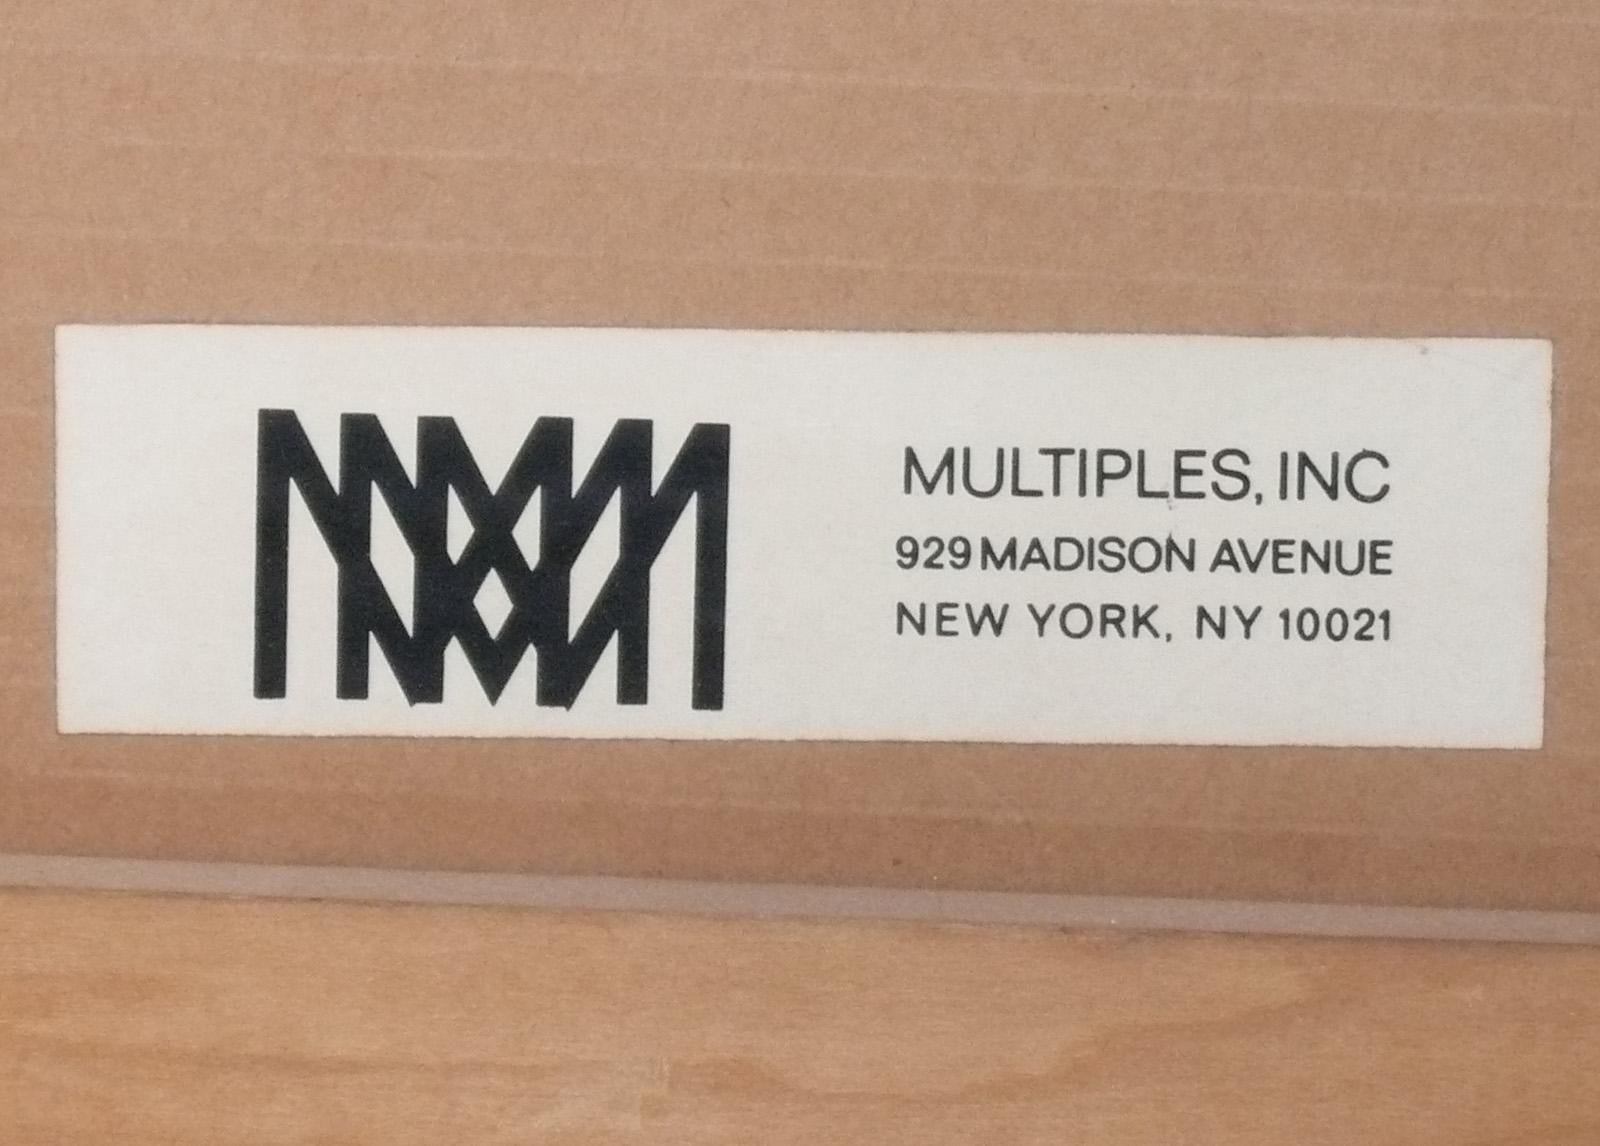 MULTIPLES, INC
929 MADISON AVENUE
NEW YORK, NY 10021